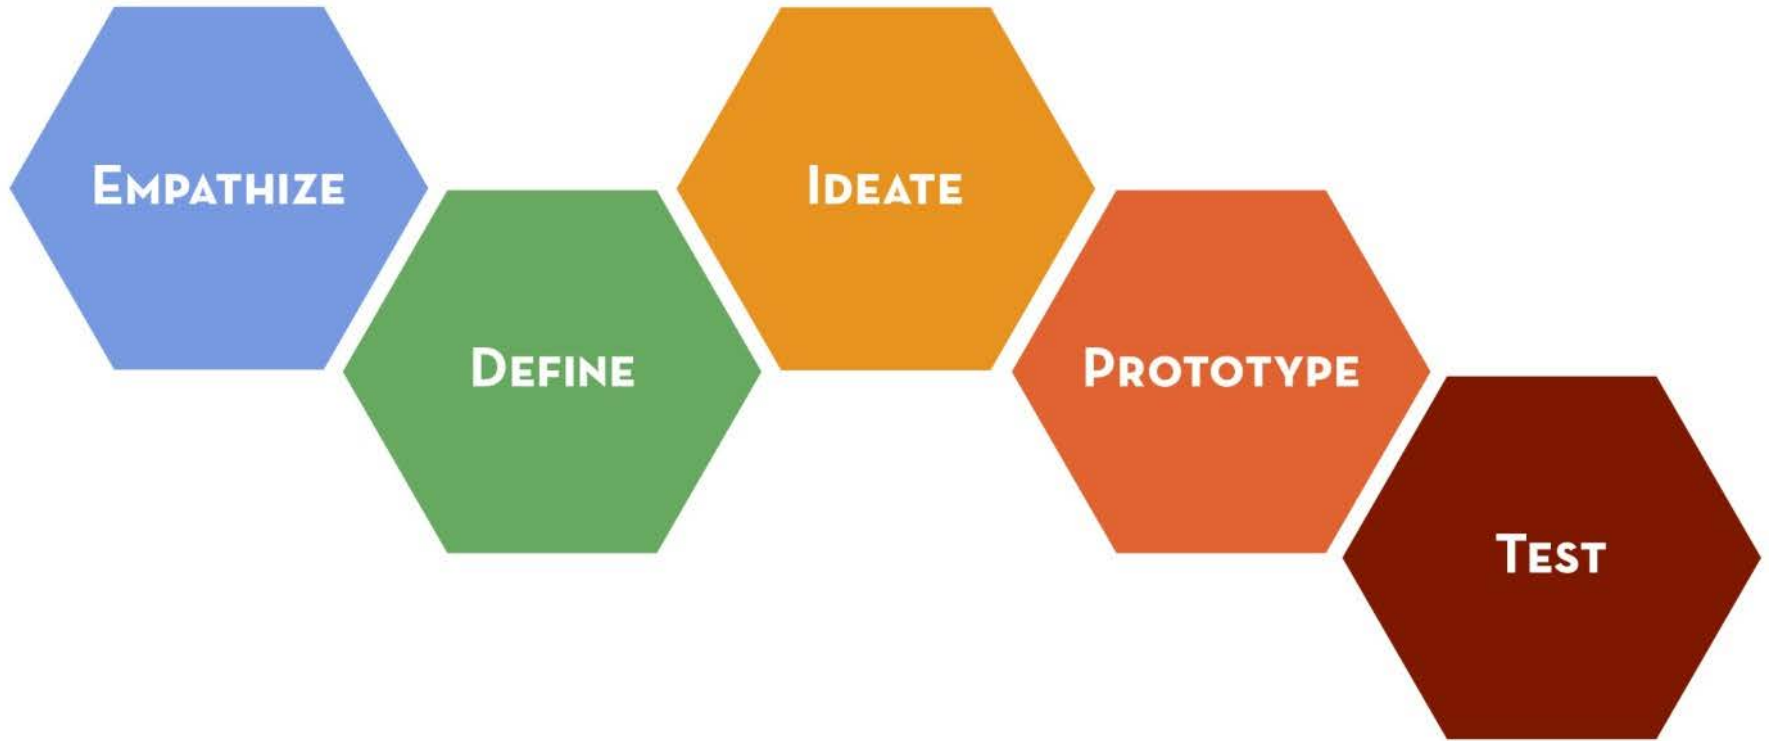 EMPATHIZE
DEFINE
IDEATE
PROTOTYPE
TEST